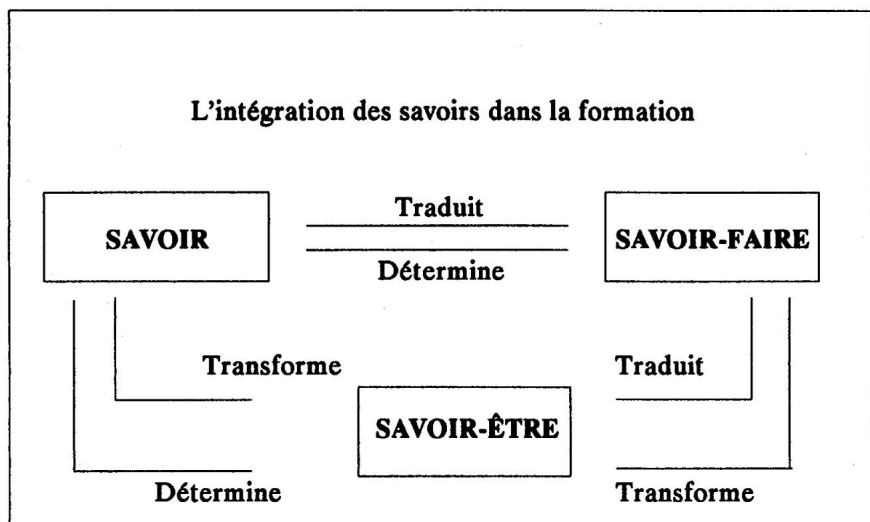 L'intégration des savoirs dans la formation
SAVOIR
Traduit
Détermine
SAVOIR-FAIRE
Transforme
Traduit
SAVOIR-ÊTRE
Détermine
Transforme